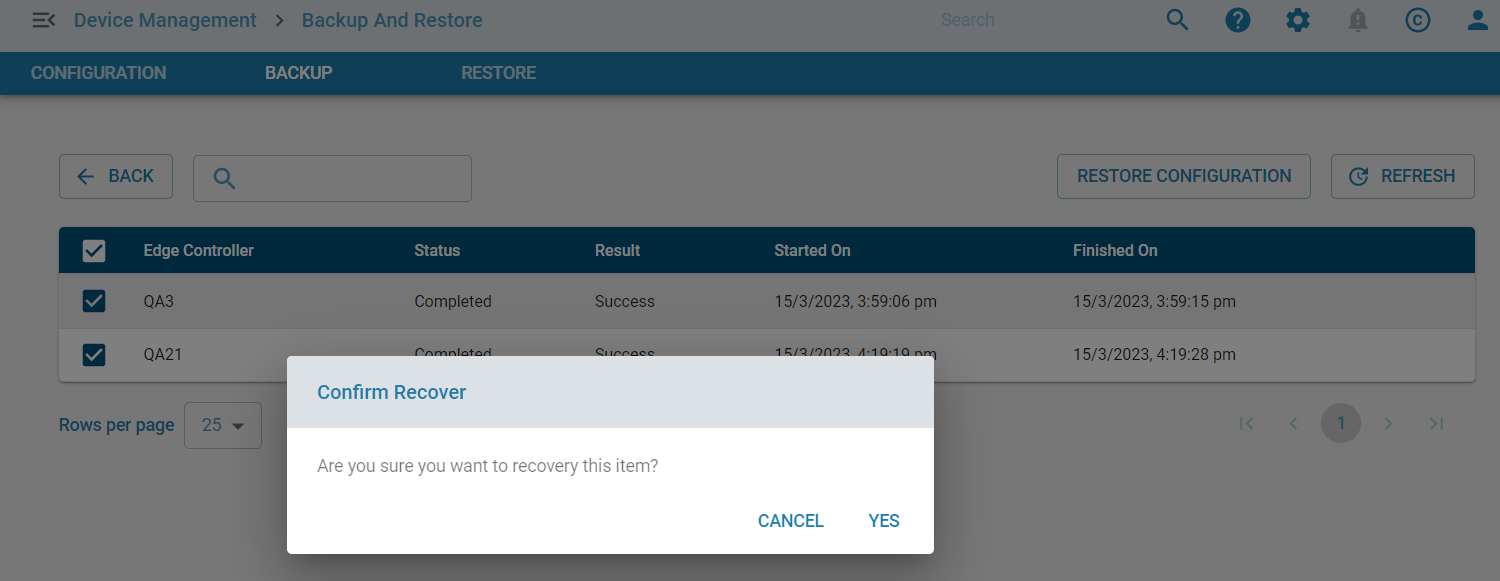 Device Management > Backup And Restore Search
CONFIGURATION BACKUP RESTORE
BACK RESTORE CONFIGURATION REFRESH
Edge Controller Status Result Started On Finished On
QA3 Completed Success 15/3/2023, 3:59:06 pm 15/3/2023, 3:59:15 pm
QA21 Completed Success 15/3/2023, 4:19:19 pm 15/3/2023, 4:19:28 pm
Confirm Recover
Rows per page 25 1
Are you sure you want to recovery this item?
CANCEL YES